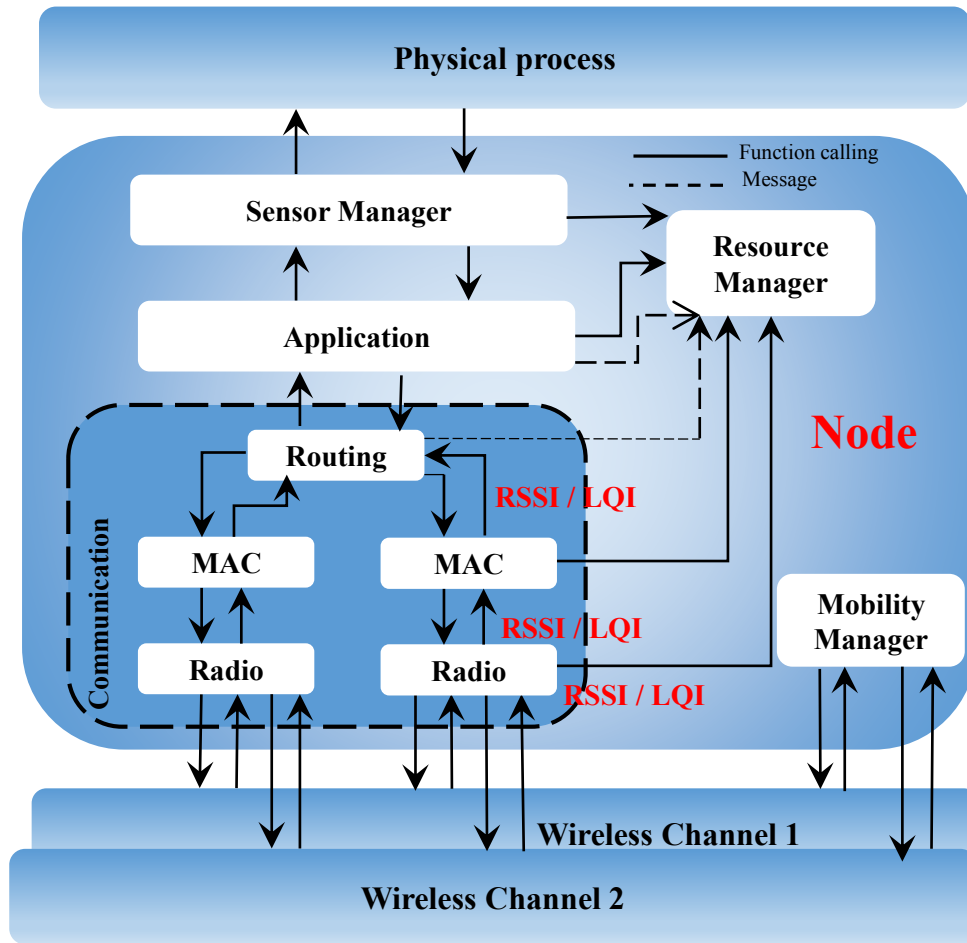 Physical process
Function calling
Message
Sensor Manager
Resource
Manager
Application
Node
Routing
RSSI / LQI
MAC
MAC
Communication
Mobility
Manager
RSSI / LQI
Radio
Radio
RSSI / LQI
Wireless Channel 1
Wireless Channel 2